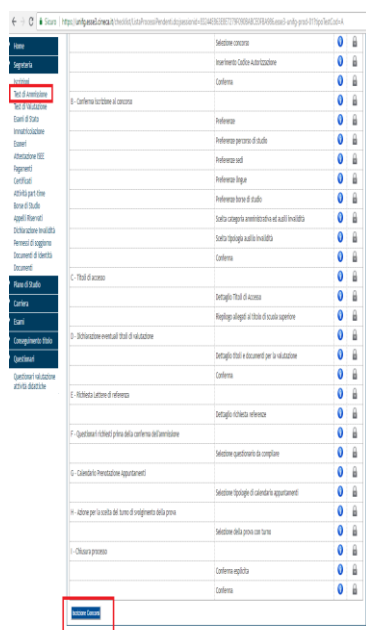 Sicuro | https://unifg.esse3.cineca.it/checklist/ListaProcessiPendenti.do
Home
Segreteria
Iscrizioni
Test di Ammissione
Test di Valutazione
Esami di Stato
Immatricolazione
Esoneri
Attestazione ISEE
Pagamenti
Certificati
Attività part-time
Borse di Studio
Appelli Riservati
Dichiarazione Invalidità
Permessi di soggiorno
Documenti di Identità
Documenti
Piano di Studio
Carriera
Esami
Conseguimento titolo
Questionari
Questionari valutazione
attività didattiche
Selezione concorso
Inserimento Codice Autorizzazione
Conferma
B - Conferma iscrizione al concorso
Preferenze
Preferenze percorso di studio
Preferenze sedi
Preferenze lingue
Preferenze borse di studio
Scelta categoria amministrativa ed ausili invalidità
Scelta tipologia ausilio invalidità
Conferma
C - Titoli di accesso
Dettaglio Titoli di Accesso
Riepilogo allegati al titolo di scuola superiore
D - Dichiarazione eventuali titoli di valutazione
Dettaglio titoli e documenti per la valutazione
Conferma
E - Richiesta Lettere di referenza
Dettaglio richiesta referenze
F - Questionari richiesti prima della conferma dell'ammissione
Selezione questionario da compilare
G - Calendario Prenotazione Appuntamenti
Selezione tipologie di calendario appuntamenti
H - Azione per la scelta del turno di svolgimento della prova
Selezione della prova con turno
I - Chiusura processo
Conferma esplicita
Conferma
Iscrizione Concorsi